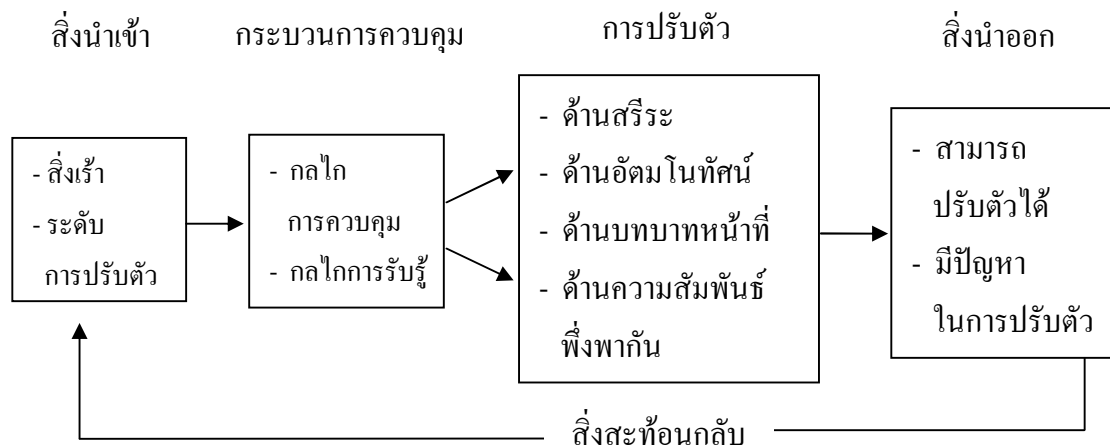 สิ่งนำเข้า
กระบวนการควบคุม
การปรับตัว
สิ่งนำออก
- สิ่งเร้า
- ระดับ
การปรับตัว
- กลไก
การควบคุม
- กลไกการรับรู้
- ด้านสรีระ
- ด้านอัตมโนทัศน์
- ด้านบทบาทหน้าที่
- ด้านความสัมพันธ์
พึ่งพากัน
- สามารถ
ปรับตัวได้
- มีปัญหา
ในการปรับตัว
สิ่งสะท้อนกลับ